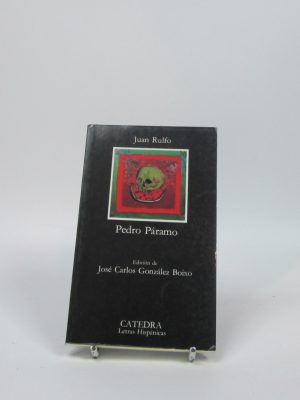 Juan Rulfo
Pedro Páramo
Edición de
José Carlos González Boixo
CATEDRA
Letras Hispánicas